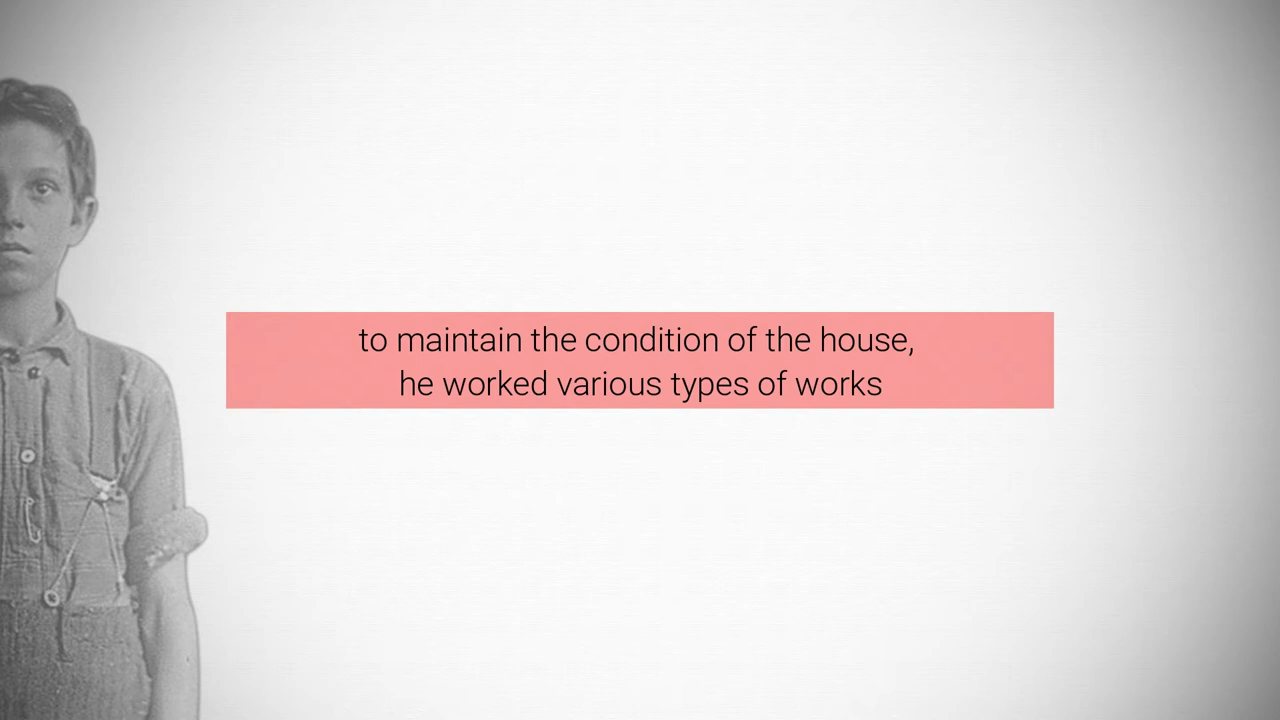 to maintain the condition of the house,
he worked various types of works